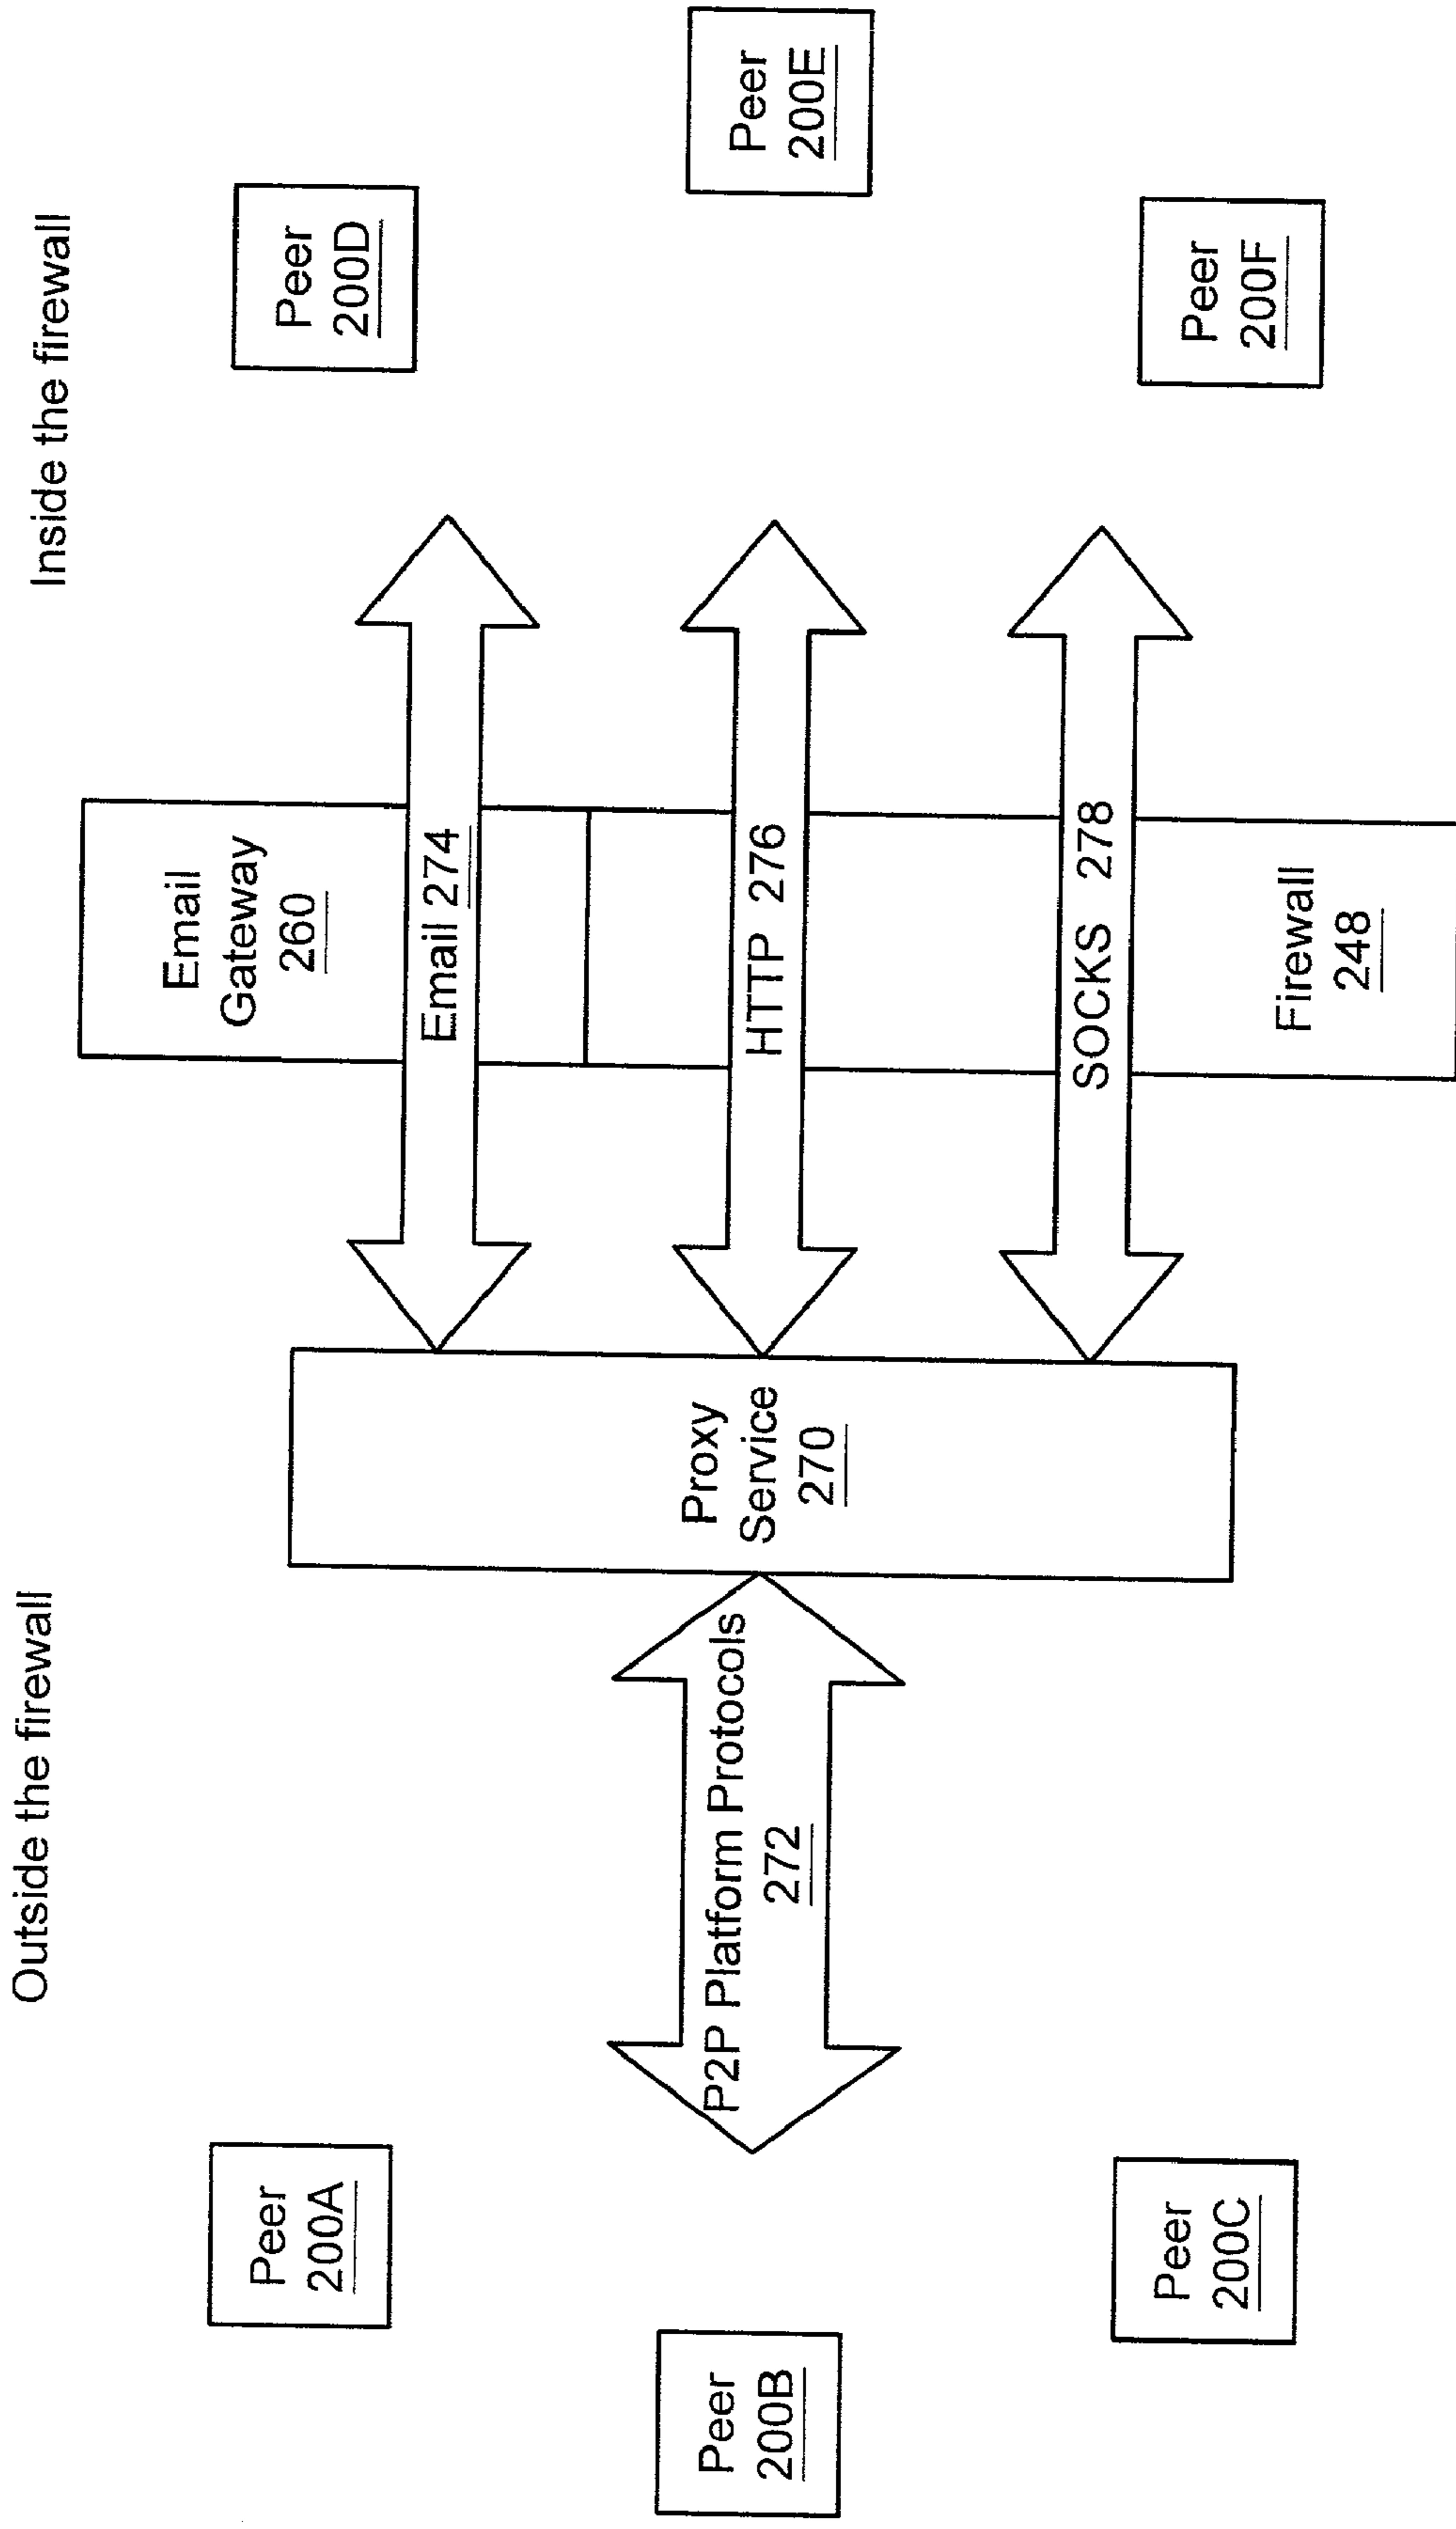 Outside the firewall
Inside the firewall
Peer
200A
Peer
200B
Peer
200C
P2P Platform Protocols
272
Proxy
Service
270
Email
Gateway
260
Email 274
HTTP 276
SOCKS 278
Firewall
248
Peer
200D
Peer
200E
Peer
200F